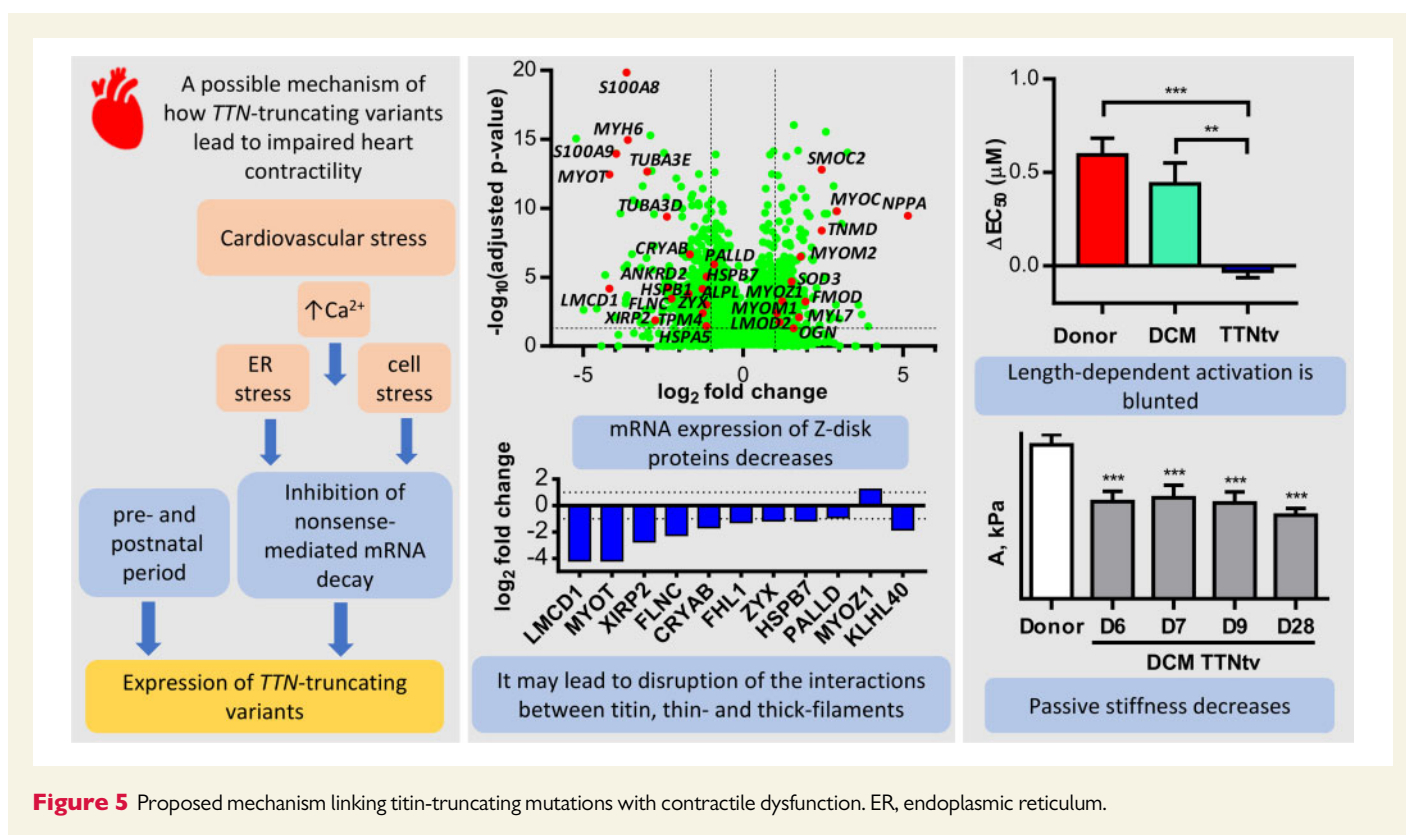 A possible mechanism of
how TTN-truncating variants
lead to impaired heart
contractility
Cardiovascular stress
↑Ca²⁺
ER
stress
cell
stress
pre- and
postnatal
period
Inhibition of
nonsense-
mediated mRNA
decay
Expression of TTN-truncating
variants
-log₁₀(adjusted p-value)
20
15
10
5
0
S100A8
MYH6
S100A9
TUBA3E
MYOT
TUBA3D
CRYAB
PALLD
ANKRD2
HSPB7
HSPB1
ALPL
LMCD1
FLNC
ZYX
XIRP2
TPM4
HSPA5
SMOC2
MYOC
NPPA
TNMD
MYOM2
SOD3
MYOZ1
FMOD
MYOM1
MYL7
LMOD2
OGN
-5
0
5
log₂ fold change
mRNA expression of Z-disk
proteins decreases
log₂ fold change
2
0
-2
-4
LMCD1
MYOT
XIRP2
FLNC
CRYAB
FHL1
ZYX
HSPB7
PALLD
MYOZ1
KLHL40
It may lead to disruption of the interactions
between titin, thin- and thick-filaments
ΔEC₅₀ (μM)
1.0
0.5
0.0
***
**
Donor
DCM
TTNtv
Length-dependent activation is
blunted
A, kPa
***
***
***
***
Donor
D6
D7
D9
D28
DCM TTNtv
Passive stiffness decreases
Figure 5 Proposed mechanism linking titin-truncating mutations with contractile dysfunction. ER, endoplasmic reticulum.